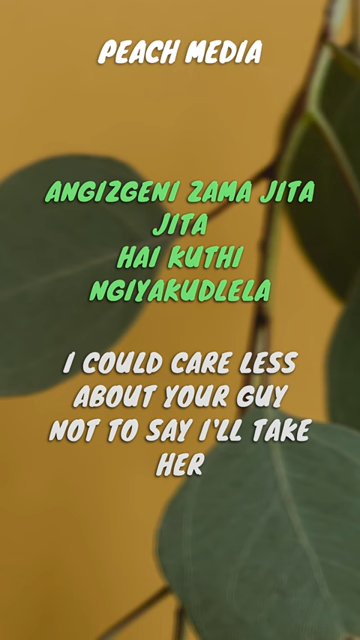 PEACH MEDIA
ANGIZGENI ZAMA JITA
JITA
HAI KUTHI
NGIYAKUDLELA
I COULD CARE LESS
ABOUT YOUR GUY
NOT TO SAY I'LL TAKE
HER